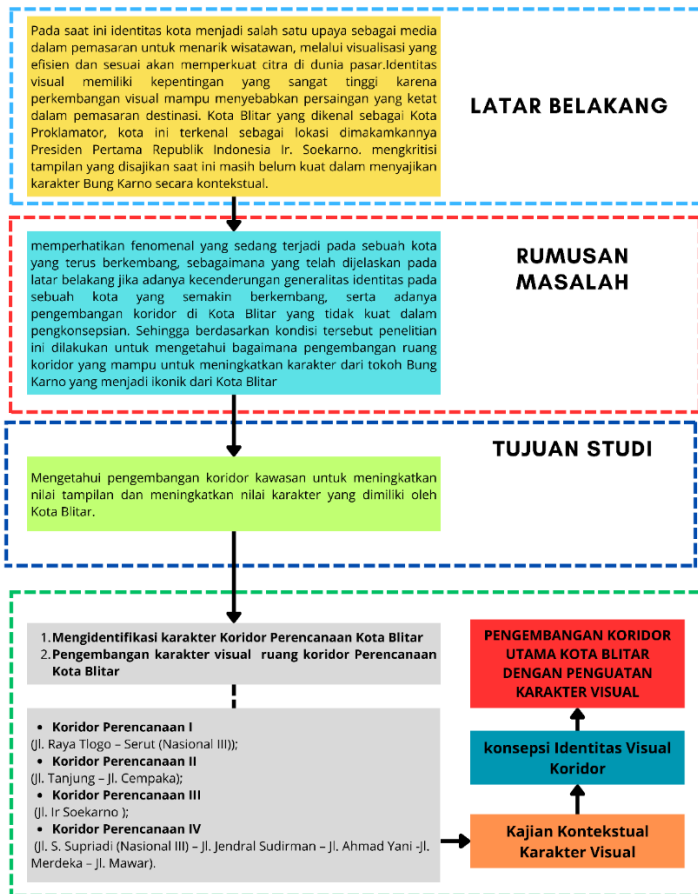 Pada saat ini identitas kota menjadi salah satu upaya sebagai media
dalam pemasaran untuk menarik wisatawan, melalui visualisasi yang
efisien dan sesuai akan memperkuat citra di dunia pasar.Identitas
visual memiliki kepentingan yang sangat tinggi karena
perkembangan visual mampu menyebabkan persaingan yang ketat
dalam pemasaran destinasi. Kota Blitar yang dikenal sebagai Kota
Proklamator, kota ini terkenal sebagai lokasi dimakamkannya
Presiden Pertama Republik Indonesia Ir. Soekarno. mengkritisi
tampilan yang disajikan saat ini masih belum kuat dalam menyajikan
karakter Bung Karno secara kontekstual.
LATAR BELAKANG
memperhatikan fenomenal yang sedang terjadi pada sebuah kota
yang terus berkembang, sebagaimana yang telah dijelaskan pada
latar belakang jika adanya kecenderungan generalitas identitas pada
sebuah kota yang semakin berkembang, serta adanya
pengembangan koridor di Kota Blitar yang tidak kuat dalam
pengkonsepsian. Sehingga berdasarkan kondisi tersebut penelitian
ini dilakukan untuk mengetahui bagaimana pengembangan ruang
koridor yang mampu untuk meningkatkan karakter dari tokoh Bung
Karno yang menjadi ikonik dari Kota Blitar
RUMUSAN
MASALAH
TUJUAN STUDI
Mengetahui pengembangan koridor kawasan untuk meningkatkan
nilai tampilan dan meningkatkan nilai karakter yang dimiliki oleh
Kota Blitar.
1. Mengidentifikasi karakter Koridor Perencanaan Kota Blitar
2. Pengembangan karakter visual ruang koridor Perencanaan
Kota Blitar
• Koridor Perencanaan I
(Jl. Raya Tlogo – Serut (Nasional III));
• Koridor Perencanaan II
(Jl. Tanjung – Jl. Cempaka);
• Koridor Perencanaan III
(Jl. Ir Soekarno );
• Koridor Perencanaan IV
(Jl. S. Supriadi (Nasional III) – Jl. Jendral Sudirman – Jl. Ahmad Yani -Jl.
Merdeka – Jl. Mawar).
PENGEMBANGAN KORIDOR
UTAMA KOTA BLITAR
DENGAN PENGUATAN
KARAKTER VISUAL
konsepsi Identitas Visual
Koridor
Kajian Kontekstual
Karakter Visual